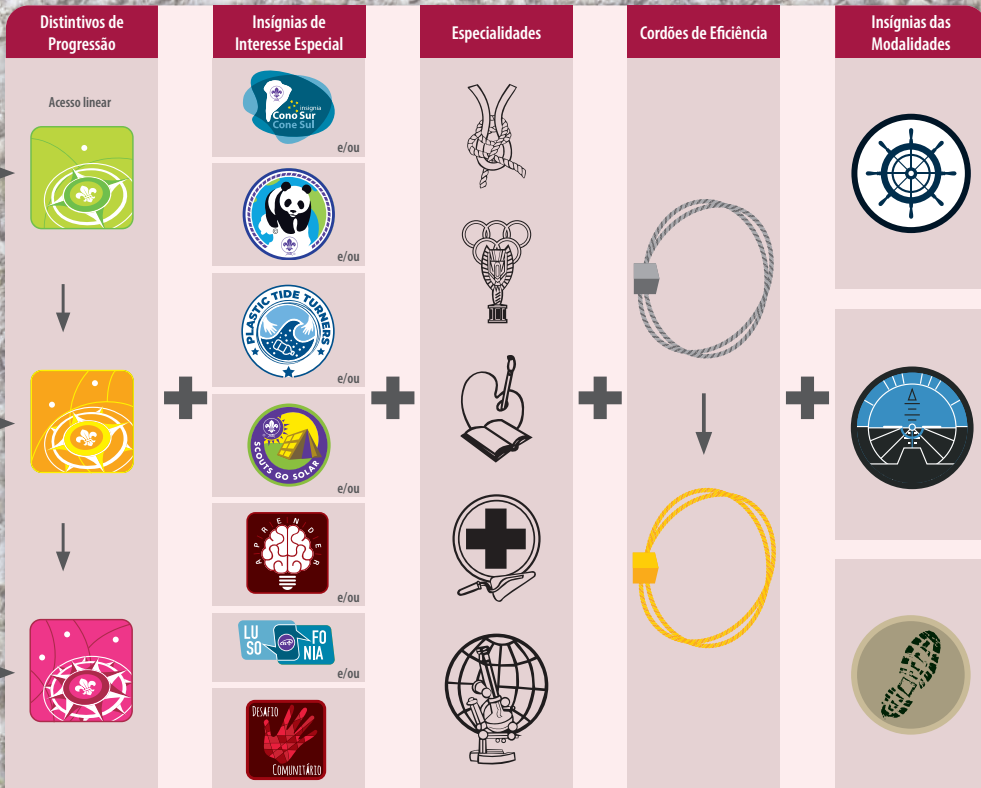 Distintivos de
Progressão
Insígnias de
Interesse Especial
Especialidades
Cordões de Eficiência
Insígnias das
Modalidades
Acesso linear
insignia
Cono Sur
Cone Sul
e/ou
e/ou
PLASTIC TIDE TURNERS
e/ou
SCOUTS GO SOLAR
e/ou
APRENDER
e/ou
LU
SO
FO
NIA
e/ou
DESAFIO
COMUNITÁRIO